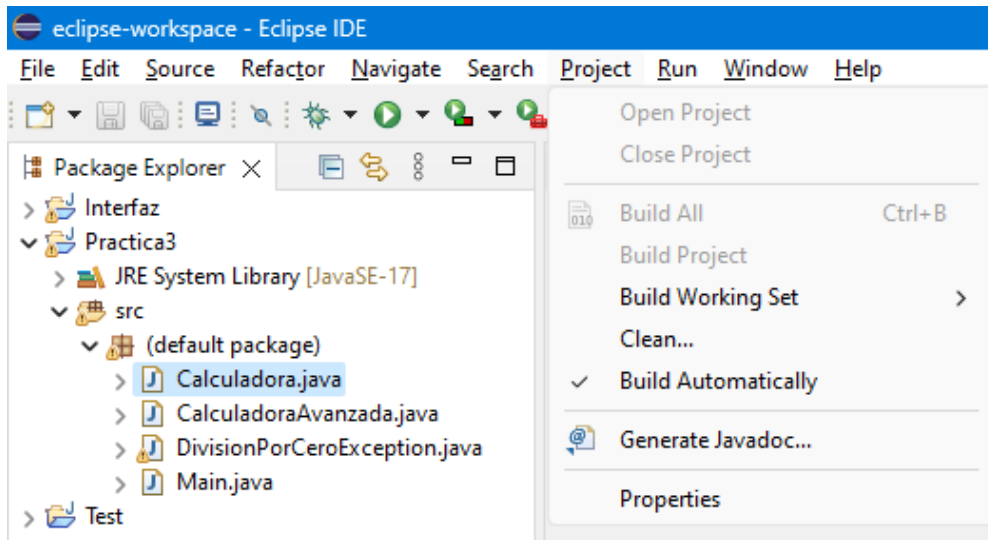 eclipse-workspace - Eclipse IDE
File Edit Source Refactor Navigate Search Project Run Window Help
Package Explorer
Interfaz
Practica3
JRE System Library [JavaSE-17]
src
(default package)
Calculadora.java
CalculadoraAvanzada.java
DivisionPorCeroException.java
Main.java
Test
Open Project
Close Project
010
Build All Ctrl+B
Build Project
Build Working Set
Clean...
Build Automatically
@
Generate Javadoc...
Properties